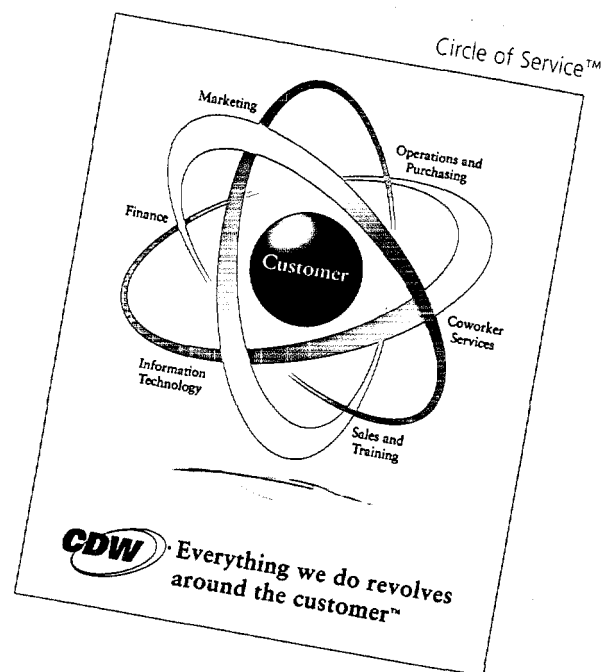 Circle of Service™
Marketing
Operations and
Purchasing
Finance
Customer
Coworker
Services
Information
Technology
Sales and
Training
CDW
Everything we do revolves
around the customer™